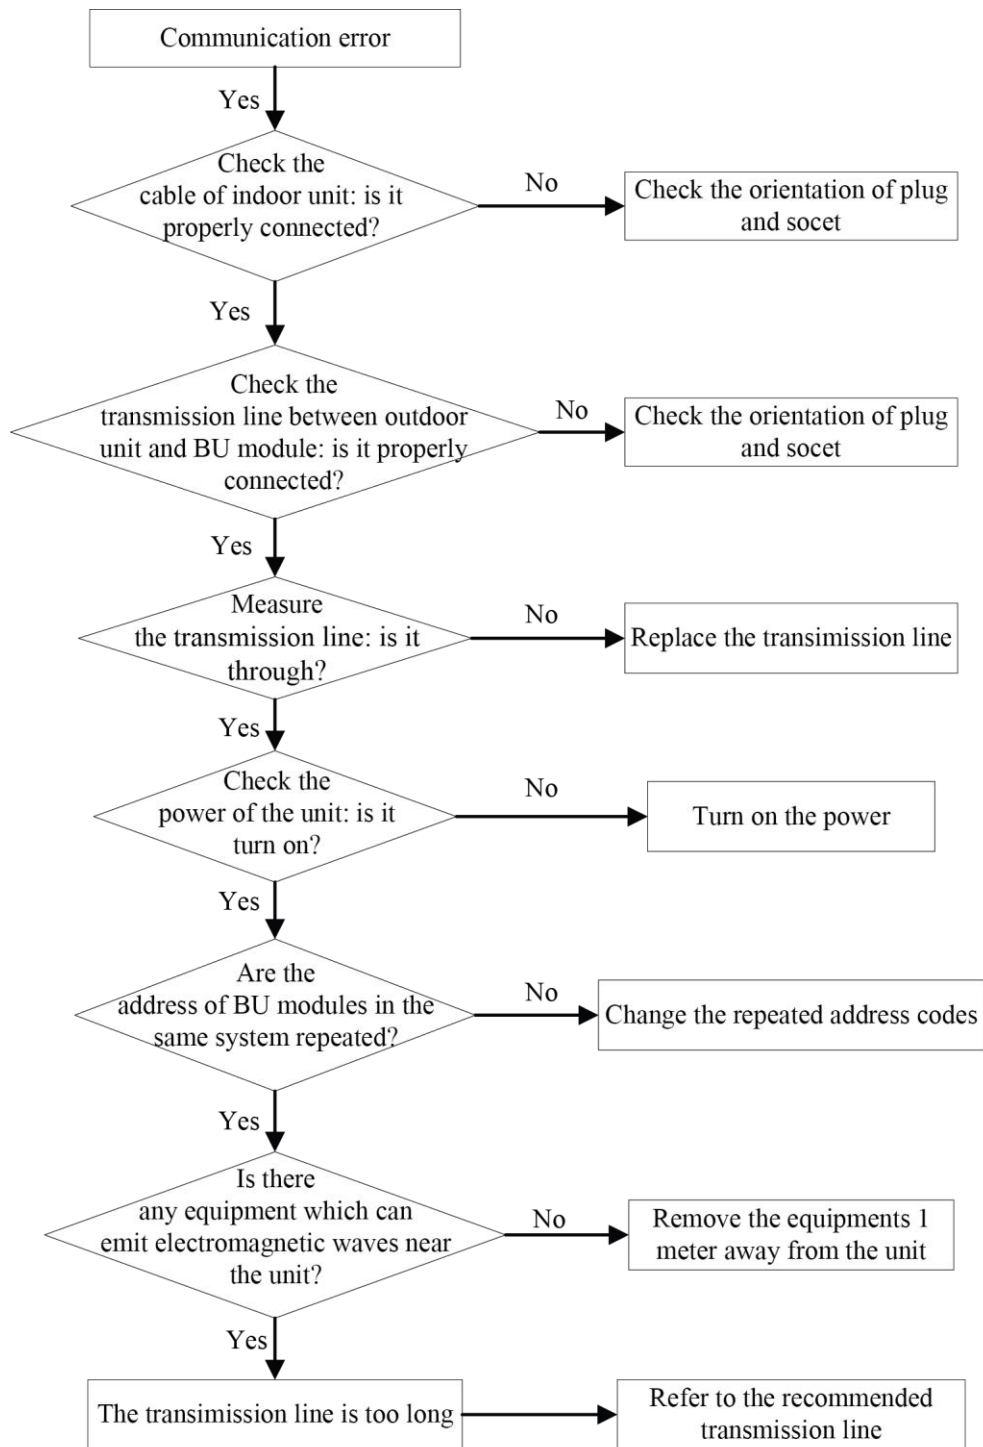 Communication error
Yes
Check the
cable of indoor unit: is it
properly connected?
No
Check the orientation of plug
and socet
Yes
Check the
transmission line between outdoor
unit and BU module: is it properly
connected?
No
Check the orientation of plug
and socet
Yes
Measure
the transmission line: is it
through?
No
Replace the transimission line
Yes
Check the
power of the unit: is it
turn on?
No
Turn on the power
Yes
Are the
address of BU modules in the
same system repeated?
No
Change the repeated address codes
Yes
Is there
any equipment which can
emit electromagnetic waves near
the unit?
No
Remove the equipments 1
meter away from the unit
Yes
The transimission line is too long
Refer to the recommended
transmission line